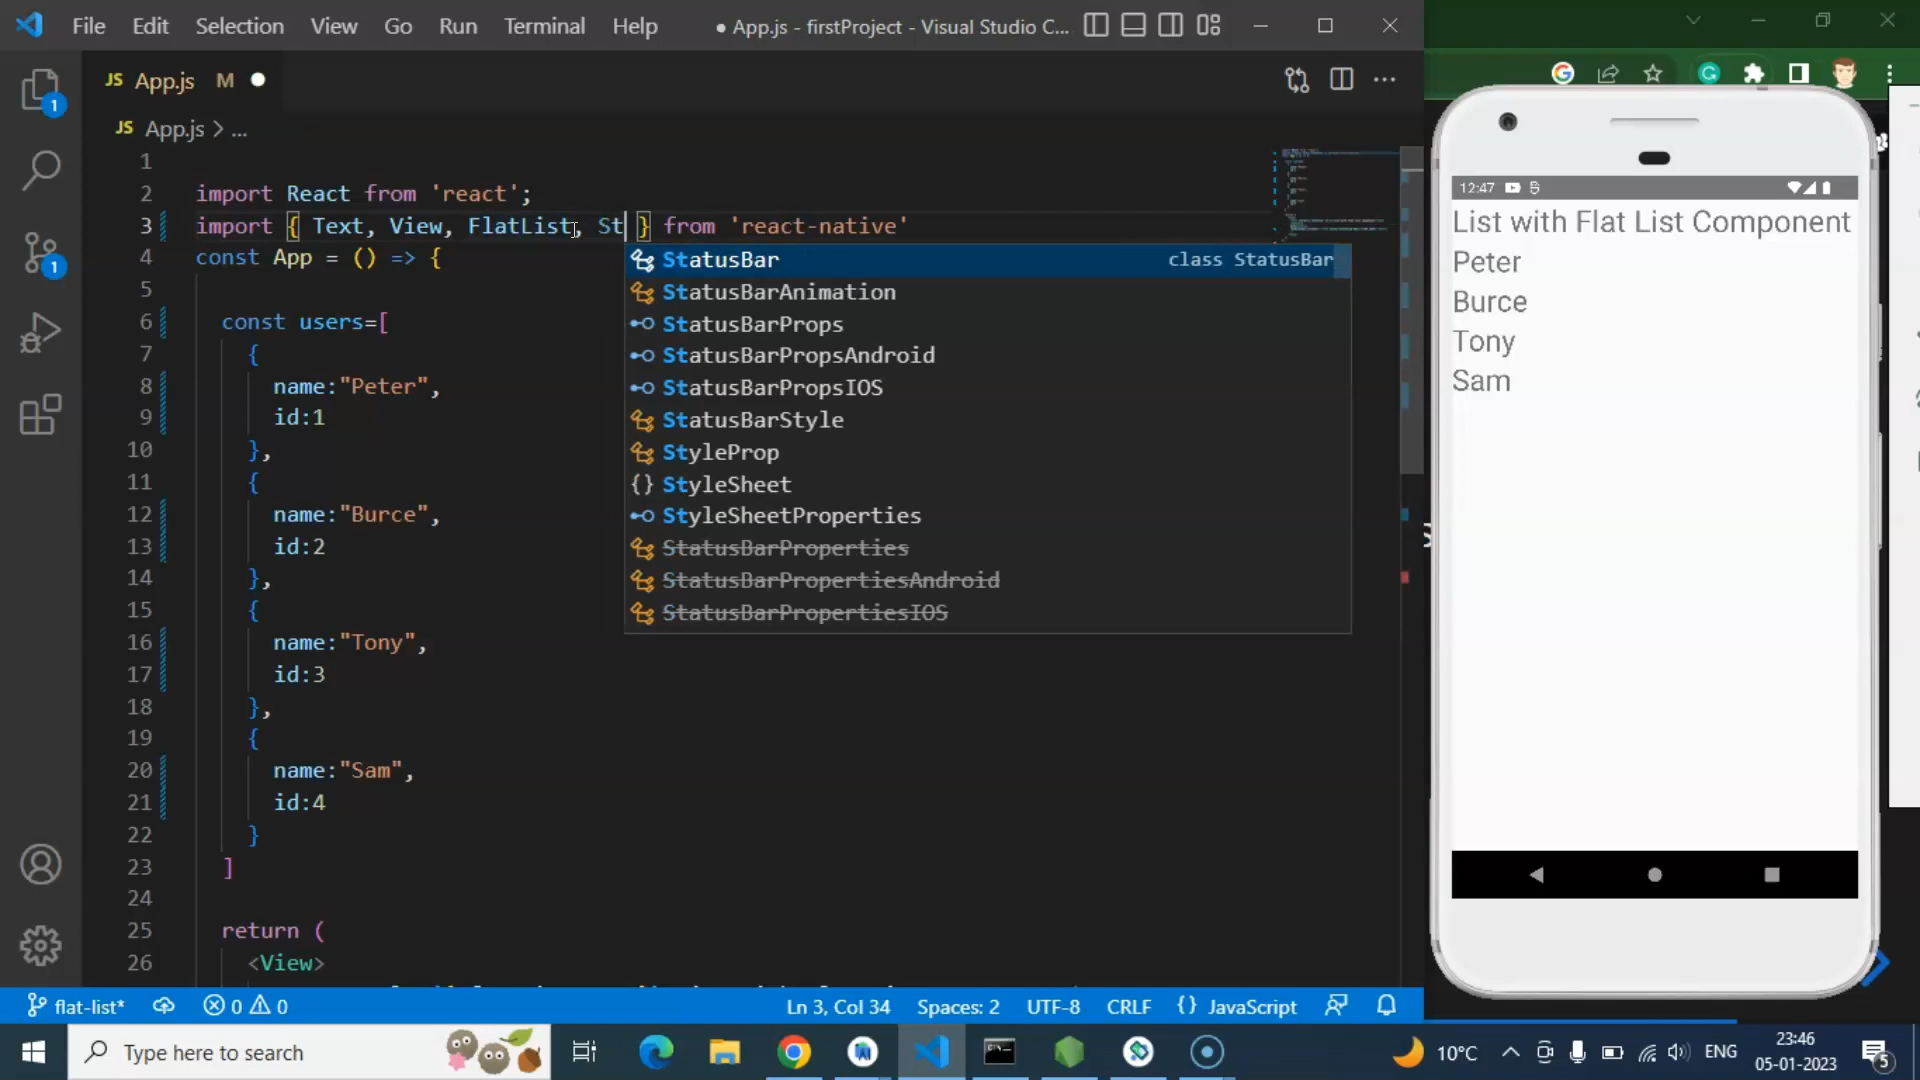 File Edit Selection View Go Run Terminal Help ● App.js - firstProject - Visual Studio C...
JS App.js M
JS App.js > ...
1
2 import React from 'react';
3 import { Text, View, FlatList, St } from 'react-native'
4 const App = () => {
5
6 const users=[
7 {
8 name:"Peter",
9 id:1
10 },
11 {
12 name:"Burce",
13 id:2
14 },
15 {
16 name:"Tony",
17 id:3
18 },
19 {
20 name:"Sam",
21 id:4
22 }
23 ]
24
25 return (
26 <View>
StatusBar class StatusBar
StatusBarAnimation
StatusBarProps
StatusBarPropsAndroid
StatusBarPropsIOS
StatusBarStyle
StyleProp
StyleSheet
StyleSheetProperties
StatusBarProperties
StatusBarPropertiesAndroid
StatusBarPropertiesIOS
1
1
12:47
List with Flat List Component
Peter
Burce
Tony
Sam
flat-list* 0 0 Ln 3, Col 34 Spaces: 2 UTF-8 CRLF {} JavaScript
Type here to search
10°C ENG
23:46
05-01-2023
5